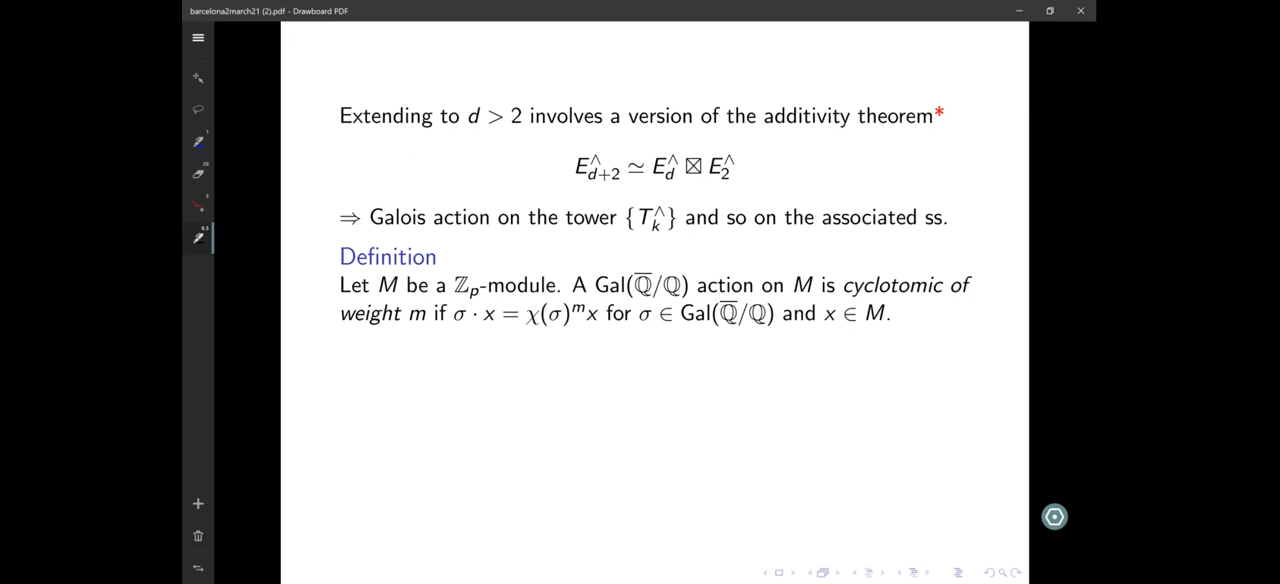 barcelona2march21 (2).pdf - Drawboard PDF
Extending to d > 2 involves a version of the additivity theorem*
E^∧_{d+2} ≃ E^∧_d ⊠ E^∧_2
⇒ Galois action on the tower {T^∧_k} and so on the associated ss.
Definition
Let M be a ℤ_p-module. A Gal(ℚ̅/ℚ) action on M is cyclotomic of
weight m if σ · x = χ(σ)^m x for σ ∈ Gal(ℚ̅/ℚ) and x ∈ M.